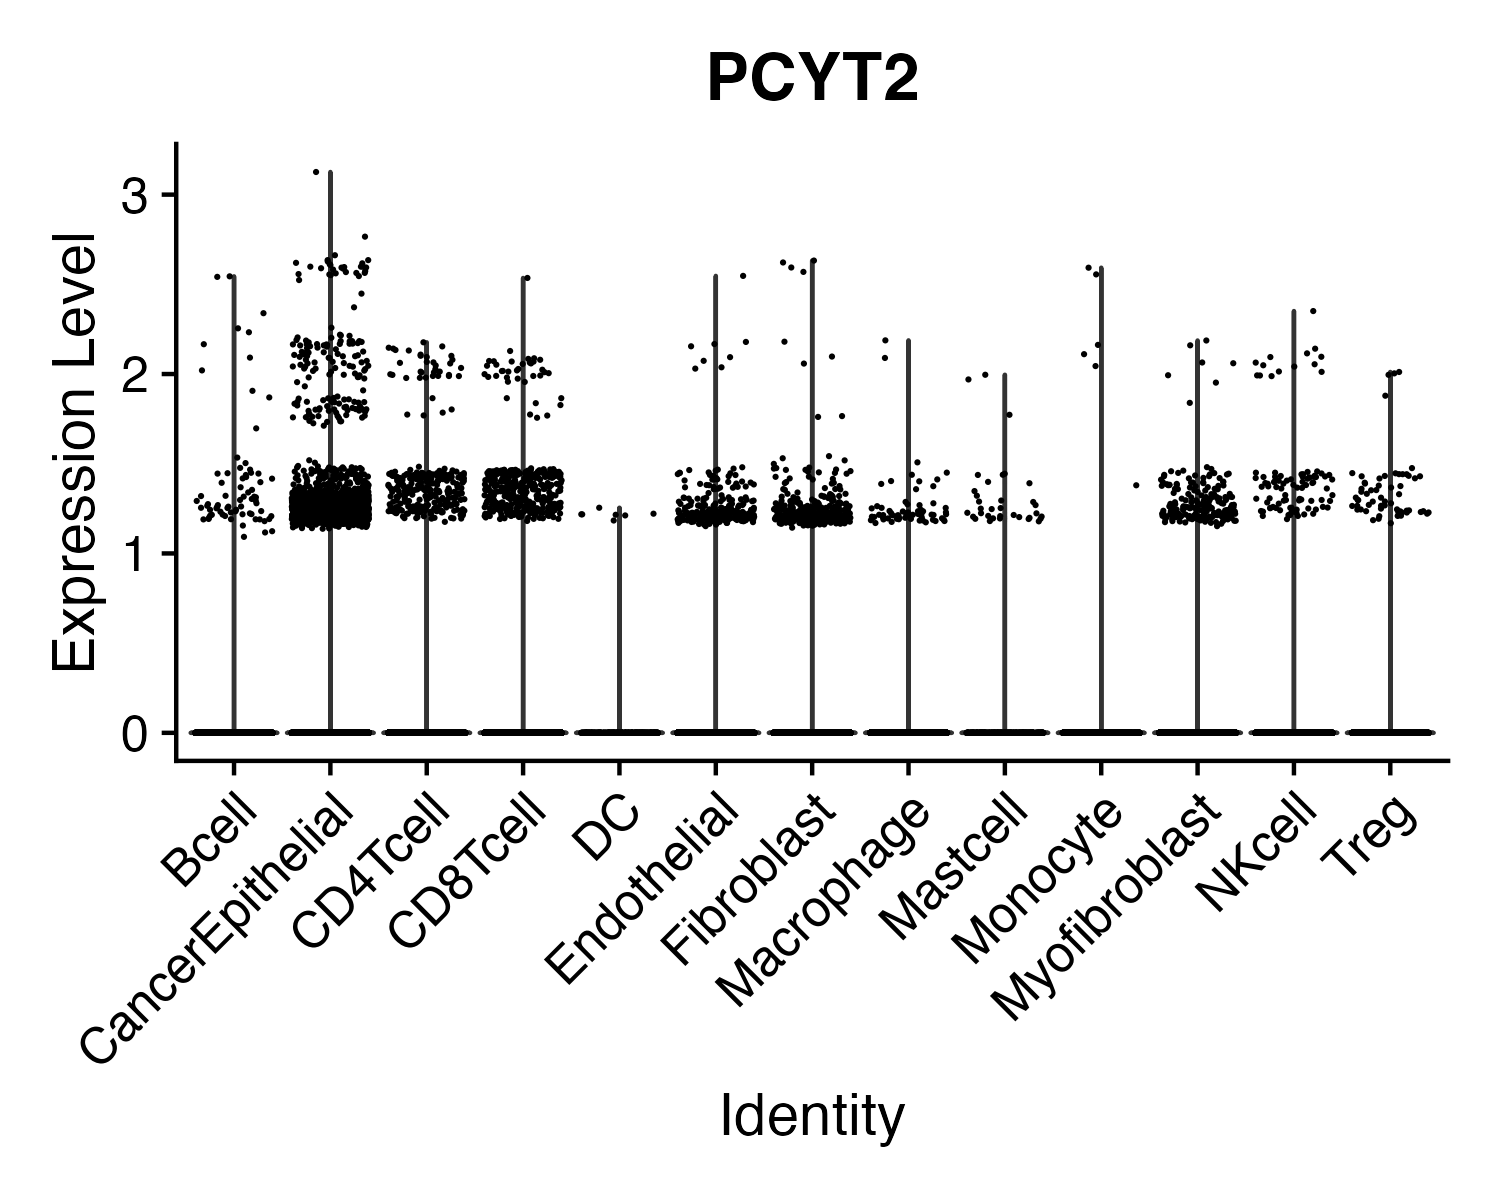 PCYT2
Expression Level
3
2
1
0
Bcell
CancerEpithelial
CD4Tcell
CD8Tcell
DC
Endothelial
Fibroblast
Macrophage
Mastcell
Monocyte
Myofibroblast
NKcell
Treg
Identity